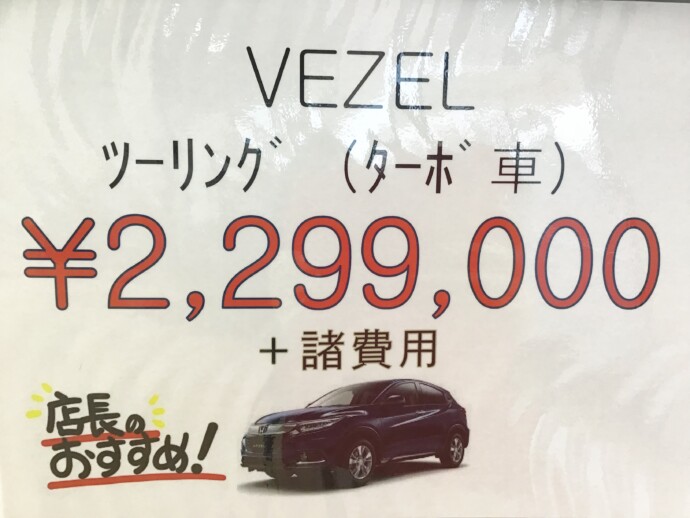 VEZEL
ﾂｰﾘﾝｸﾞ (ﾀｰﾎﾞ車)
¥2,299,000
+諸費用
店長の
おすすめ!